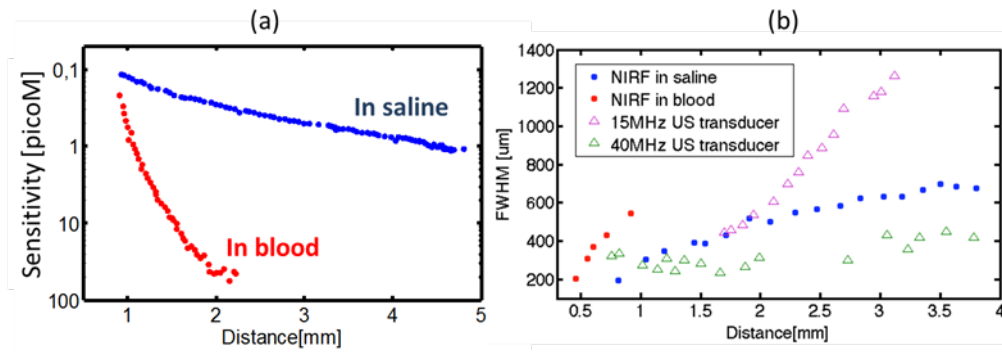 (a)
Sensitivity [picoM]
0,1
1
10
100
In saline
In blood
1 2 3 4 5
Distance[mm]
(b)
FWHM [um]
1400
1200
1000
800
600
400
200
NIRF in saline
NIRF in blood
15MHz US transducer
40MHz US transducer
0.5 1 1.5 2 2.5 3 3.5 4
Distance[mm]